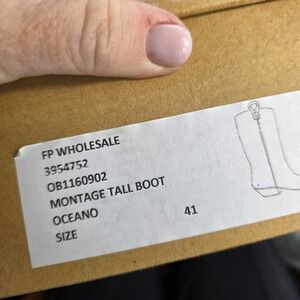 FP WHOLESALE
3954752
OB1160902
MONTAGE TALL BOOT
OCEANO
SIZE 41